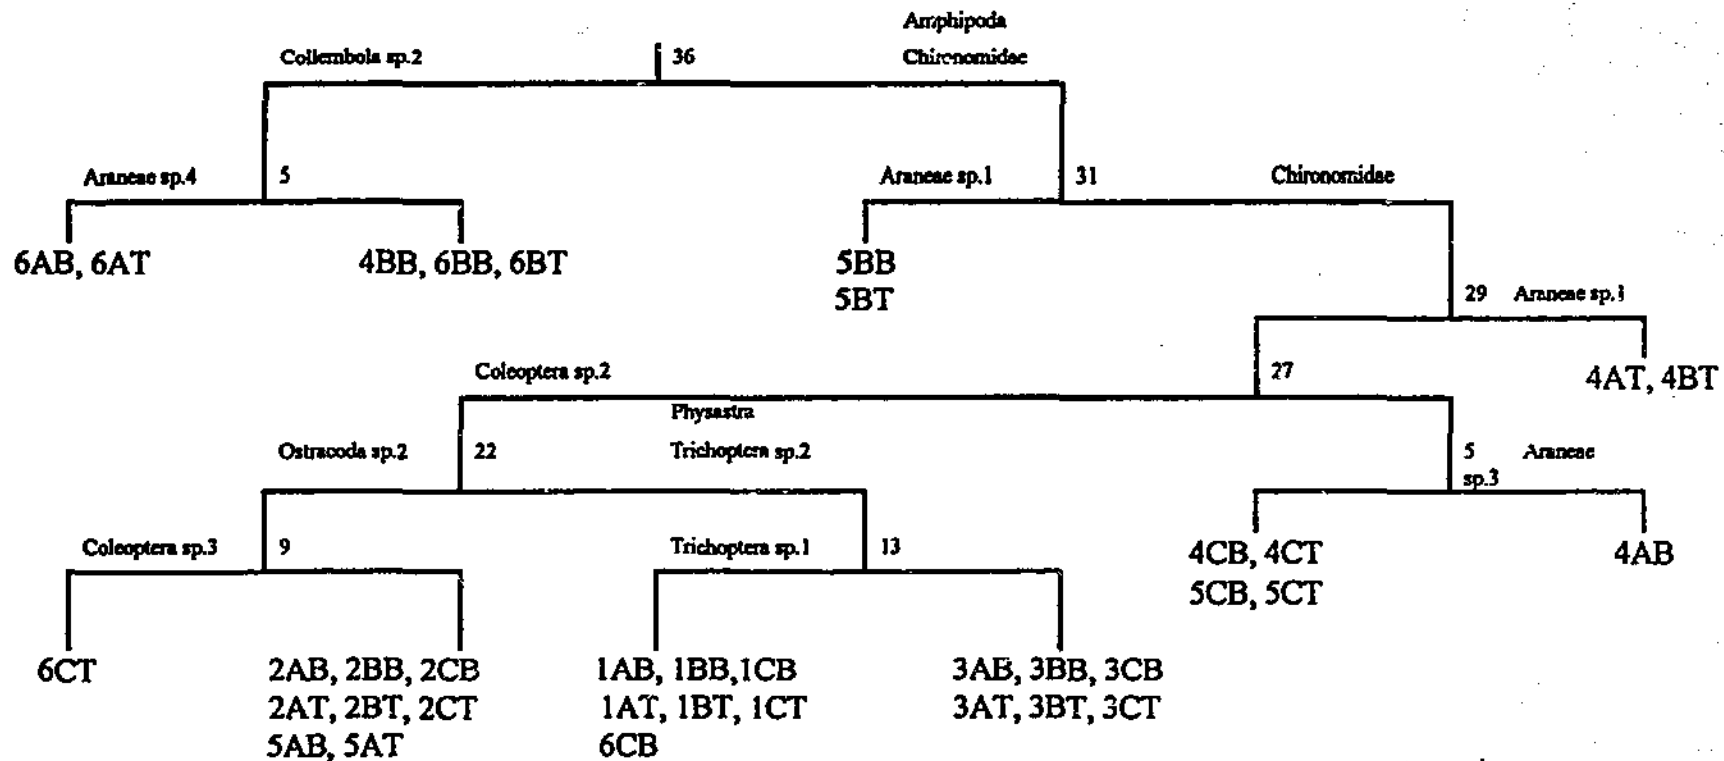 Amphipoda
Collembola sp.2 36 Chironomidae
Araneae sp.4 5 Araneae sp.1 31 Chironomidae
6AB, 6AT 4BB, 6BB, 6BT 5BB
5BT
29 Araneae sp.1
Coleoptera sp.2 27 4AT, 4BT
Physastra
Ostracoda sp.2 22 Trichoptera sp.2 5 Araneae
sp.3
Coleoptera sp.3 9 Trichoptera sp.1 13 4CB, 4CT 4AB
5CB, 5CT
6CT 2AB, 2BB, 2CB 1AB, 1BB,1CB 3AB, 3BB, 3CB
2AT, 2BT, 2CT 1AT, 1BT, 1CT 3AT, 3BT, 3CT
5AB, 5AT 6CB